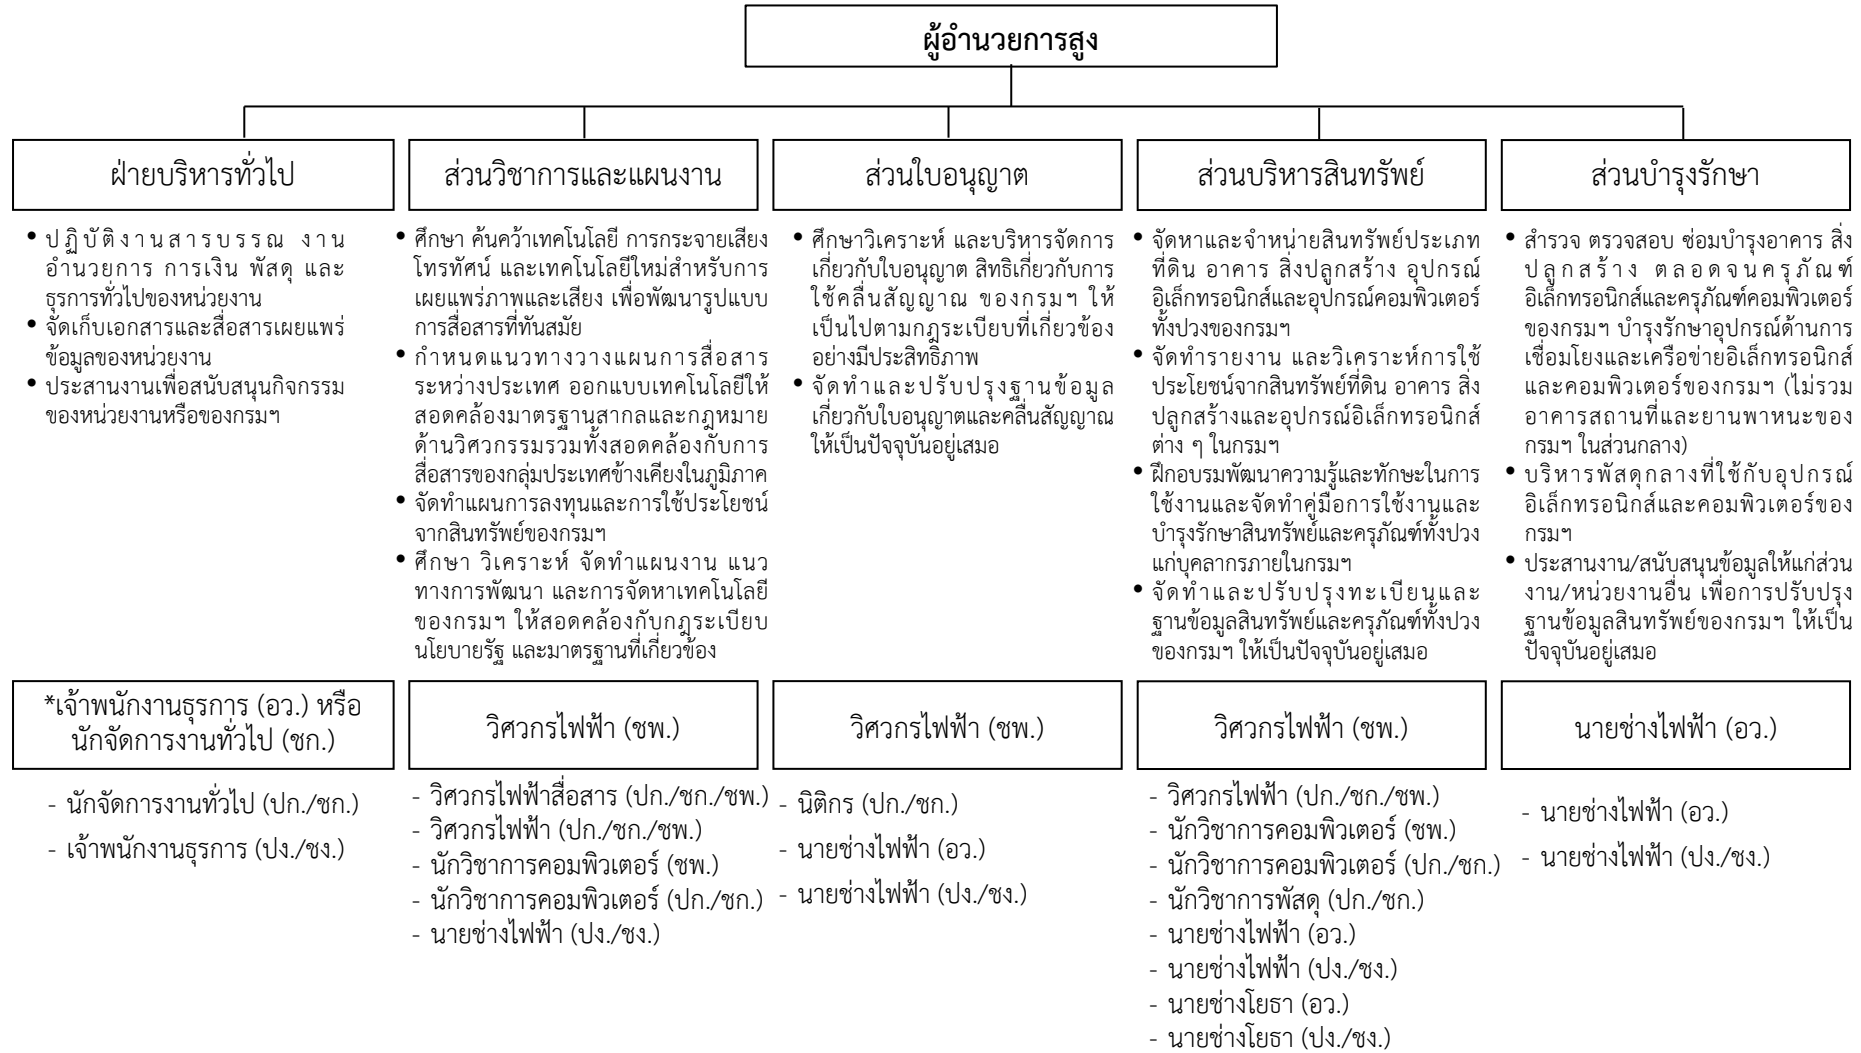 ผู้อำนวยการสูง
ฝ่ายบริหารทั่วไป
• ปฏิบัติงานสารบรรณ งาน
อำนวยการ การเงิน พัสดุ และ
ธุรการทั่วไปของหน่วยงาน
• จัดเก็บเอกสารและสื่อสารเผยแพร่
ข้อมูลของหน่วยงาน
• ประสานงานเพื่อสนับสนุนกิจกรรม
ของหน่วยงานหรือของกรมฯ
*เจ้าพนักงานธุรการ (อว.) หรือ
นักจัดการงานทั่วไป (ชก.)
- นักจัดการงานทั่วไป (ปก./ชก.)
- เจ้าพนักงานธุรการ (ปง./ชง.)
ส่วนวิชาการและแผนงาน
• ศึกษา ค้นคว้าเทคโนโลยี การกระจายเสียง
โทรทัศน์ และเทคโนโลยีใหม่สำหรับการ
เผยแพร่ภาพและเสียง เพื่อพัฒนารูปแบบ
การสื่อสารที่ทันสมัย
• กำหนดแนวทางวางแผนการสื่อสาร
ระหว่างประเทศ ออกแบบเทคโนโลยีให้
สอดคล้องมาตรฐานสากลและกฎหมาย
ด้านวิศวกรรมรวมทั้งสอดคล้องกับการ
สื่อสารของกลุ่มประเทศข้างเคียงในภูมิภาค
• จัดทำแผนการลงทุนและการใช้ประโยชน์
จากสินทรัพย์ของกรมฯ
• ศึกษา วิเคราะห์ จัดทำแผนงาน แนว
ทางการพัฒนา และการจัดหาเทคโนโลยี
ของกรมฯ ให้สอดคล้องกับกฎระเบียบ
นโยบายรัฐ และมาตรฐานที่เกี่ยวข้อง
วิศวกรไฟฟ้า (ชพ.)
- วิศวกรไฟฟ้าสื่อสาร (ปก./ชก./ชพ.)
- วิศวกรไฟฟ้า (ปก./ชก./ชพ.)
- นักวิชาการคอมพิวเตอร์ (ชพ.)
- นักวิชาการคอมพิวเตอร์ (ปก./ชก.)
- นายช่างไฟฟ้า (ปง./ชง.)
ส่วนใบอนุญาต
• ศึกษาวิเคราะห์ และบริหารจัดการ
เกี่ยวกับใบอนุญาต สิทธิเกี่ยวกับการ
ใช้คลื่นสัญญาณ ของกรมฯ ให้
เป็นไปตามกฎระเบียบที่เกี่ยวข้อง
อย่างมีประสิทธิภาพ
• จัดทำและปรับปรุงฐานข้อมูล
เกี่ยวกับใบอนุญาตและคลื่นสัญญาณ
ให้เป็นปัจจุบันอยู่เสมอ
วิศวกรไฟฟ้า (ชพ.)
- นิติกร (ปก./ชก.)
- นายช่างไฟฟ้า (อว.)
- นายช่างไฟฟ้า (ปง./ชง.)
ส่วนบริหารสินทรัพย์
• จัดหาและจำหน่ายสินทรัพย์ประเภท
ที่ดิน อาคาร สิ่งปลูกสร้าง อุปกรณ์
อิเล็กทรอนิกส์และอุปกรณ์คอมพิวเตอร์
ทั้งปวงของกรมฯ
• จัดทำรายงาน และวิเคราะห์การใช้
ประโยชน์จากสินทรัพย์ที่ดิน อาคาร สิ่ง
ปลูกสร้างและอุปกรณ์อิเล็กทรอนิกส์
ต่าง ๆ ในกรมฯ
• ฝึกอบรมพัฒนาความรู้และทักษะในการ
ใช้งานและจัดทำคู่มือการใช้งานและ
บำรุงรักษาสินทรัพย์และครุภัณฑ์ทั้งปวง
แก่บุคลากรภายในกรมฯ
• จัดทำและปรับปรุงทะเบียนและ
ฐานข้อมูลสินทรัพย์และครุภัณฑ์ทั้งปวง
ของกรมฯ ให้เป็นปัจจุบันอยู่เสมอ
วิศวกรไฟฟ้า (ชพ.)
- วิศวกรไฟฟ้า (ปก./ชก./ชพ.)
- นักวิชาการคอมพิวเตอร์ (ชพ.)
- นักวิชาการคอมพิวเตอร์ (ปก./ชก.)
- นักวิชาการพัสดุ (ปก./ชก.)
- นายช่างไฟฟ้า (อว.)
- นายช่างไฟฟ้า (ปง./ชง.)
- นายช่างโยธา (อว.)
- นายช่างโยธา (ปง./ชง.)
ส่วนบำรุงรักษา
• สำรวจ ตรวจสอบ ซ่อมบำรุงอาคาร สิ่ง
ปลูกสร้าง ตลอดจนครุภัณฑ์
อิเล็กทรอนิกส์และครุภัณฑ์คอมพิวเตอร์
ของกรมฯ บำรุงรักษาอุปกรณ์ด้านการ
เชื่อมโยงและเครือข่ายอิเล็กทรอนิกส์
และคอมพิวเตอร์ของกรมฯ (ไม่รวม
อาคารสถานที่และยานพาหนะของ
กรมฯ ในส่วนกลาง)
• บริหารพัสดุกลางที่ใช้กับอุปกรณ์
อิเล็กทรอนิกส์และคอมพิวเตอร์ของ
กรมฯ
• ประสานงาน/สนับสนุนข้อมูลให้แก่ส่วน
งาน/หน่วยงานอื่น เพื่อการปรับปรุง
ฐานข้อมูลสินทรัพย์ของกรมฯ ให้เป็น
ปัจจุบันอยู่เสมอ
นายช่างไฟฟ้า (อว.)
- นายช่างไฟฟ้า (อว.)
- นายช่างไฟฟ้า (ปง./ชง.)